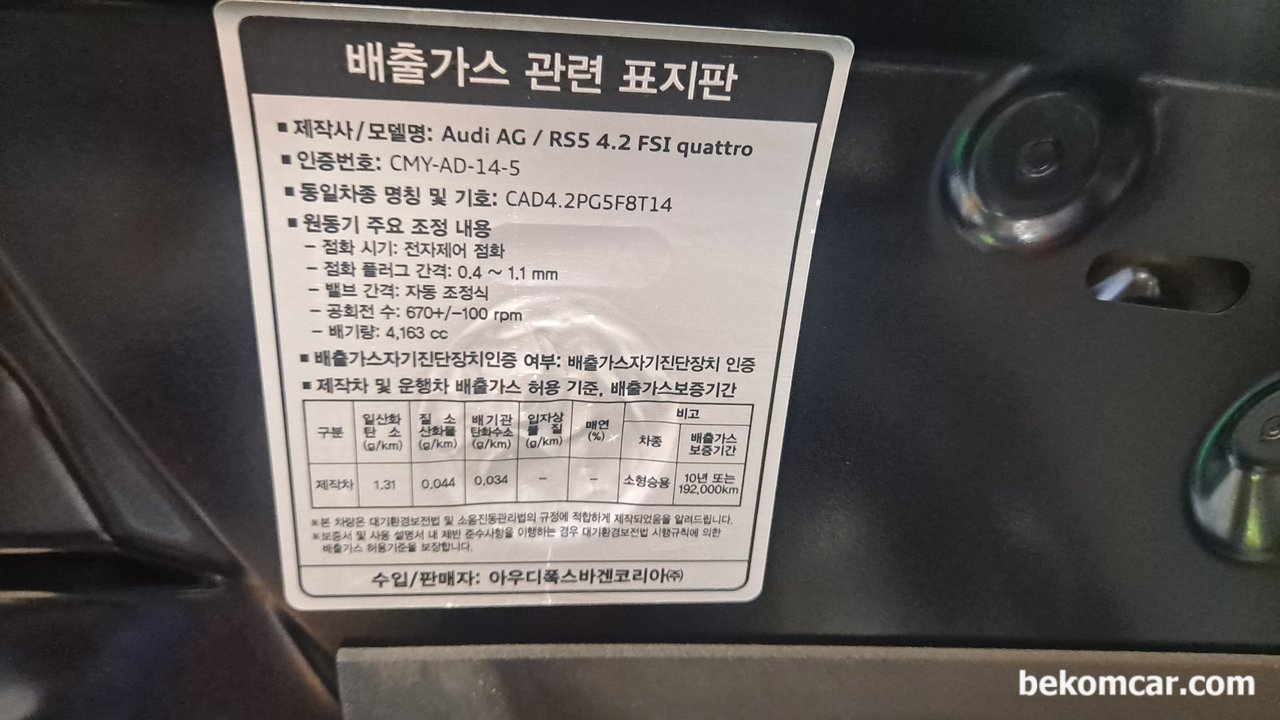 배출가스 관련 표지판
■ 제작사/모델명: Audi AG / RS5 4.2 FSI quattro
■ 인증번호: CMY-AD-14-5
■ 동일차종 명칭 및 기호: CAD4.2PG5F8T14
■ 원동기 주요 조정 내용
– 점화 시기: 전자제어 점화
– 점화 플러그 간격: 0.4 ~ 1.1 mm
– 밸브 간격: 자동 조정식
– 공회전 수: 670+/-100 rpm
– 배기량: 4,163 cc
■ 배출가스자기진단장치인증 여부: 배출가스자기진단장치 인증
■ 제작차 및 운행차 배출가스 허용 기준, 배출가스보증기간
구분 일산화탄소 (g/km) 질소산화물 (g/km) 배기관탄화수소 (g/km) 입자상물질 (g/km) 매연 (%) 비고
차종 배출가스보증기간
제작차 1.31 0.044 0.034 – – 소형승용 10년 또는 192,000km
※본 차량은 대기환경보전법 및 소음진동관리법의 규정에 적합하게 제작되었음을 알려드립니다.
※보증서 및 사용 설명서 내 제반 준수사항을 이행하는 경우 대기환경보전법 시행규칙에 의한
배출가스 허용기준을 보장합니다.
수입/판매자: 아우디폭스바겐코리아㈜
bekomcar.com